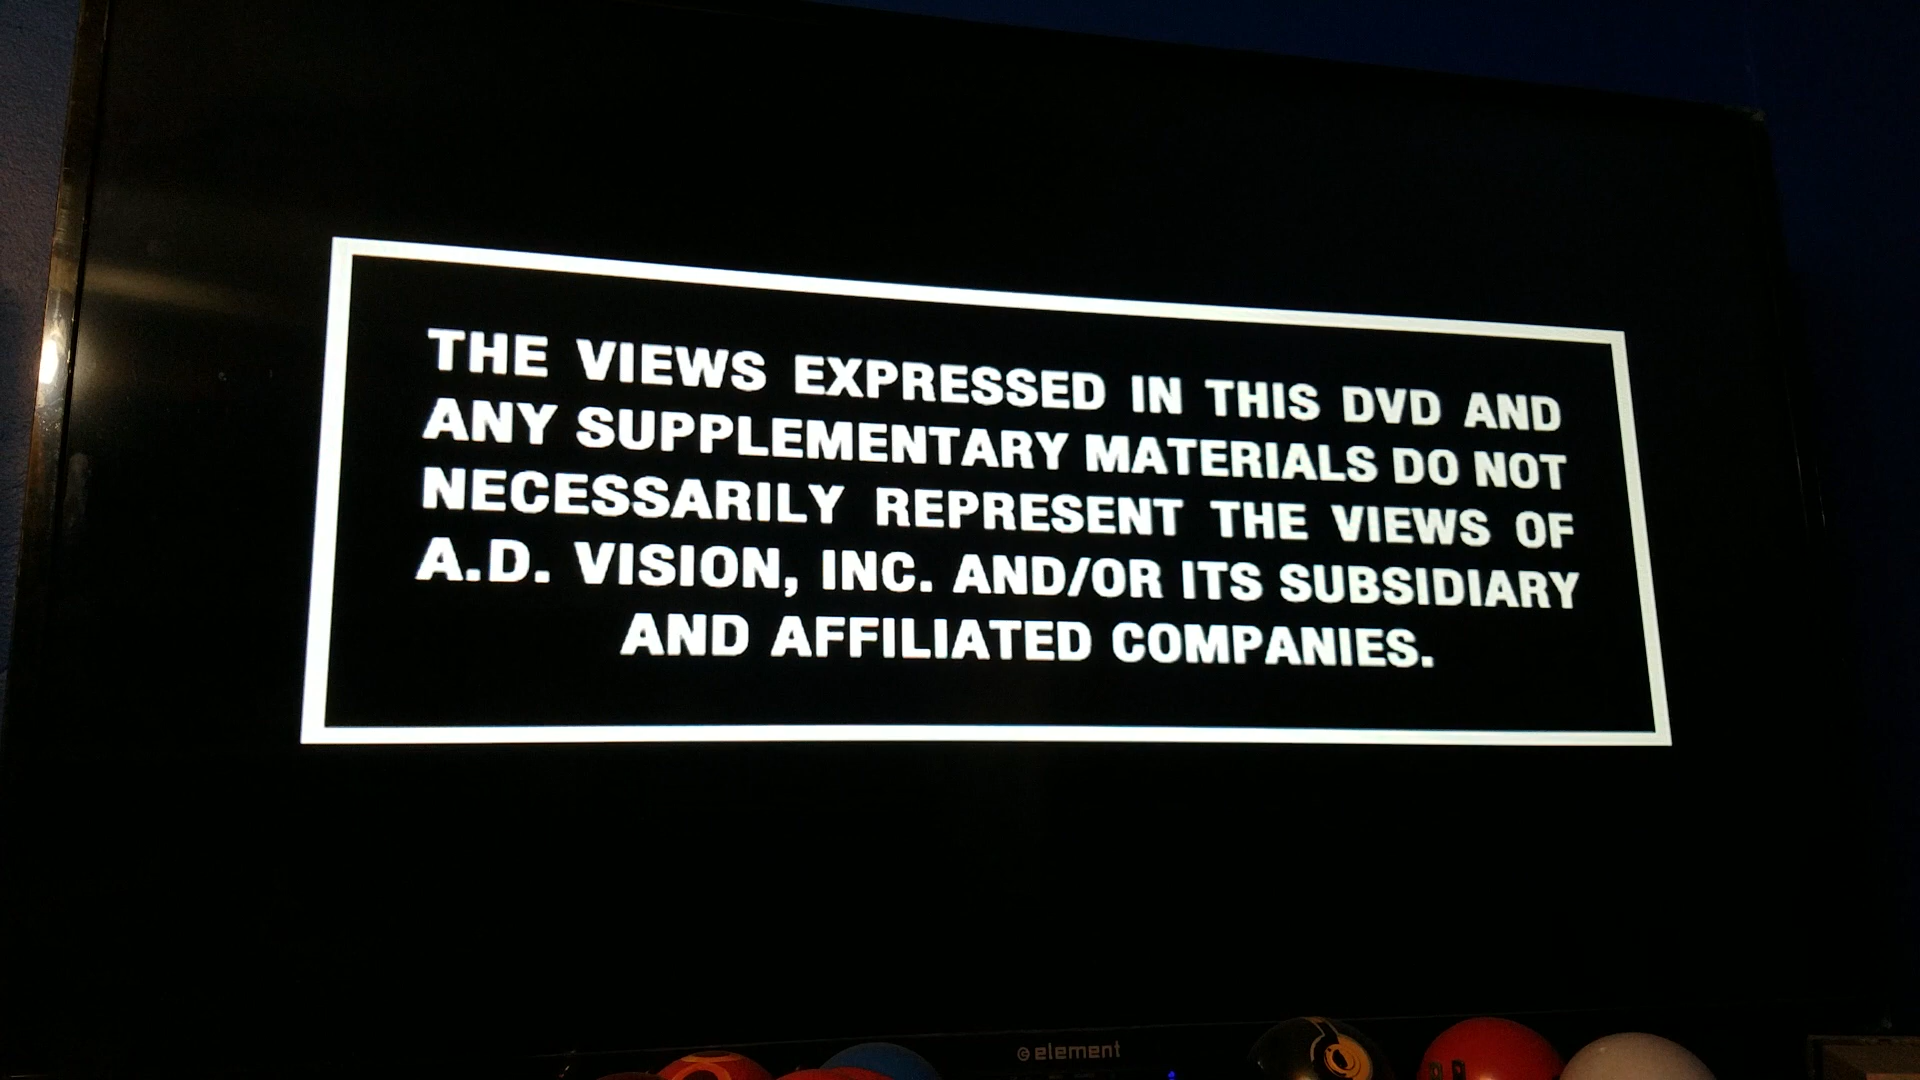 THE VIEWS EXPRESSED IN THIS DVD AND
ANY SUPPLEMENTARY MATERIALS DO NOT
NECESSARILY REPRESENT THE VIEWS OF
A.D. VISION, INC. AND/OR ITS SUBSIDIARY
AND AFFILIATED COMPANIES.
element